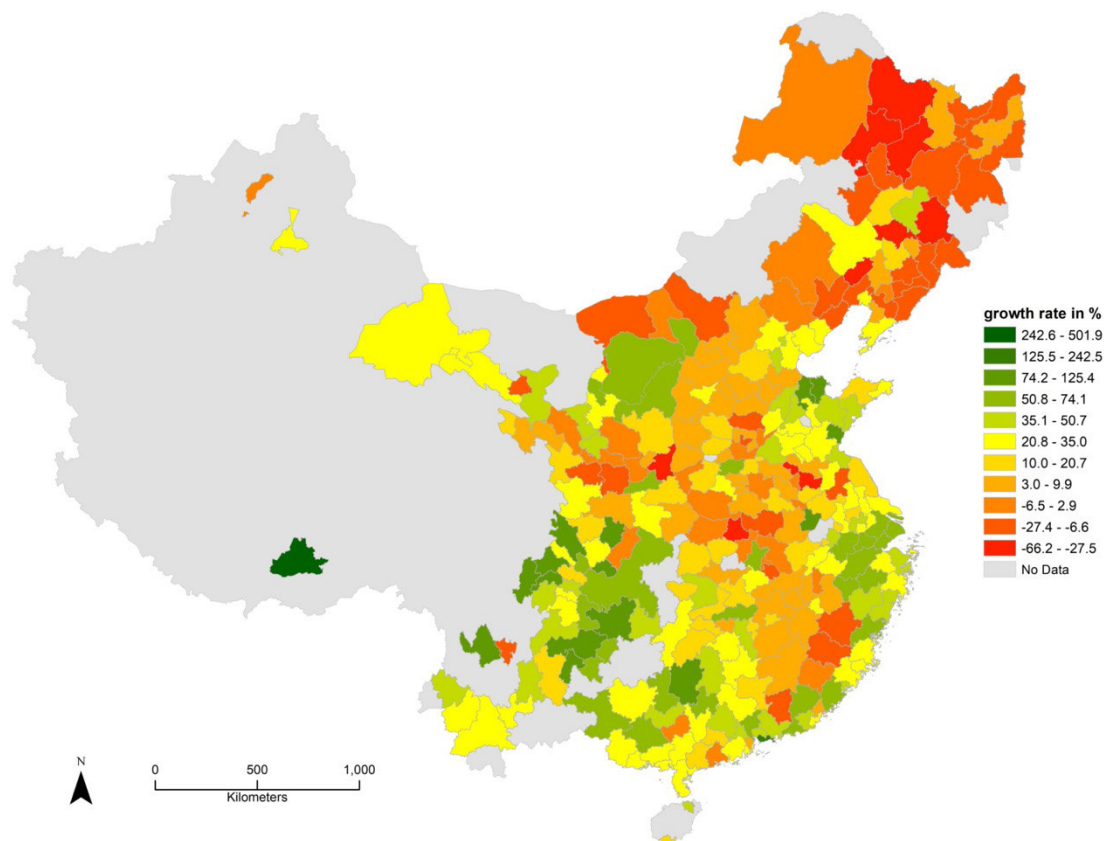 growth rate in %
242.6 - 501.9
125.5 - 242.5
74.2 - 125.4
50.8 - 74.1
35.1 - 50.7
20.8 - 35.0
10.0 - 20.7
3.0 - 9.9
-6.5 - 2.9
-27.4 - -6.6
-66.2 - -27.5
No Data
N
0 500 1,000
Kilometers